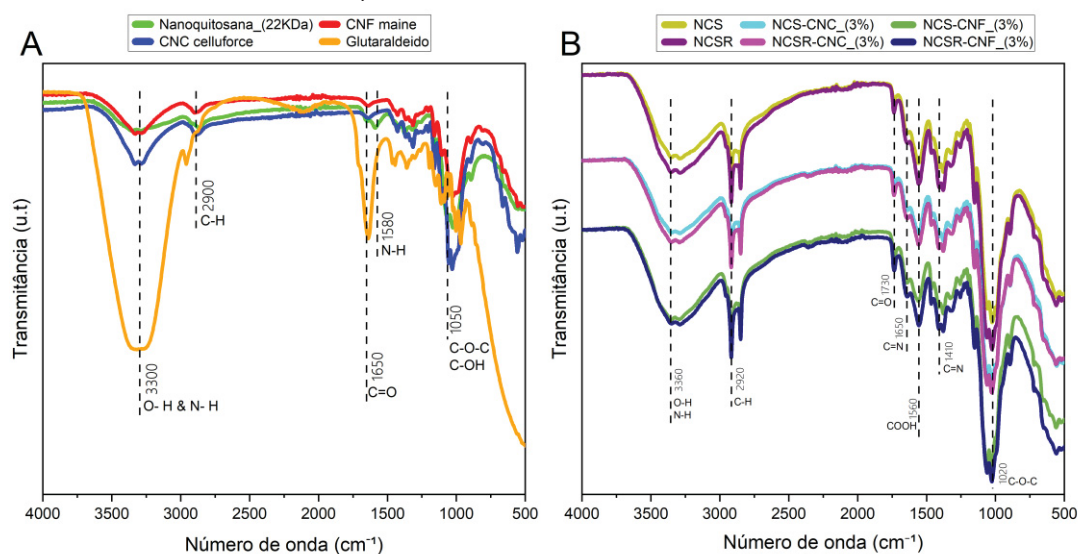 A
Nanoquitosana_(22KDa)
CNF maine
CNC celluforce
Glutaraldeido
Transmitância (u.t)
3300
O- H & N- H
2900
C-H
1650
C=O
1580
N-H
1050
C-O-C
C-OH
4000 3500 3000 2500 2000 1500 1000 500
Número de onda (cm⁻¹)
B
NCS
NCS-CNC_(3%)
NCS-CNF_(3%)
NCSR
NCSR-CNC_(3%)
NCSR-CNF_(3%)
Transmitância (u.t)
3360
O-H
N-H
2920
C-H
1730
C=O
1650
C=N
1560
COOH
1410
C=N
1020
C-O-C
4000 3500 3000 2500 2000 1500 1000 500
Número de onda (cm⁻¹)